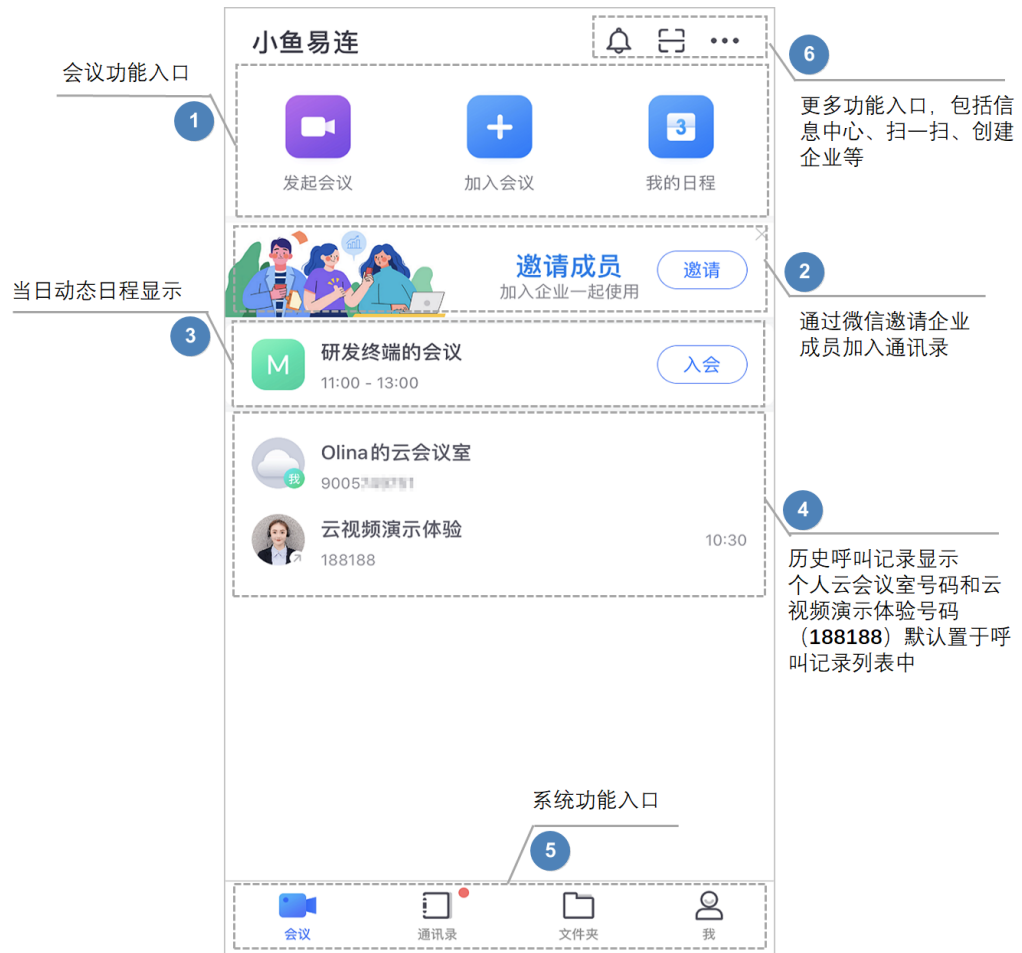 小鱼易连
6
会议功能入口
1
更多功能入口，包括信
息中心、扫一扫、创建
企业等
3
发起会议
加入会议
我的日程
邀请成员
加入企业一起使用
邀请
2
通过微信邀请企业
成员加入通讯录
当日动态日程显示
3
M
研发终端的会议
11:00 - 13:00
入会
Olina的云会议室
我
9005
云视频演示体验
188188
10:30
4
历史呼叫记录显示
个人云会议室号码和云
视频演示体验号码
（188188）默认置于呼
叫记录列表中
系统功能入口
5
会议
通讯录
文件夹
我